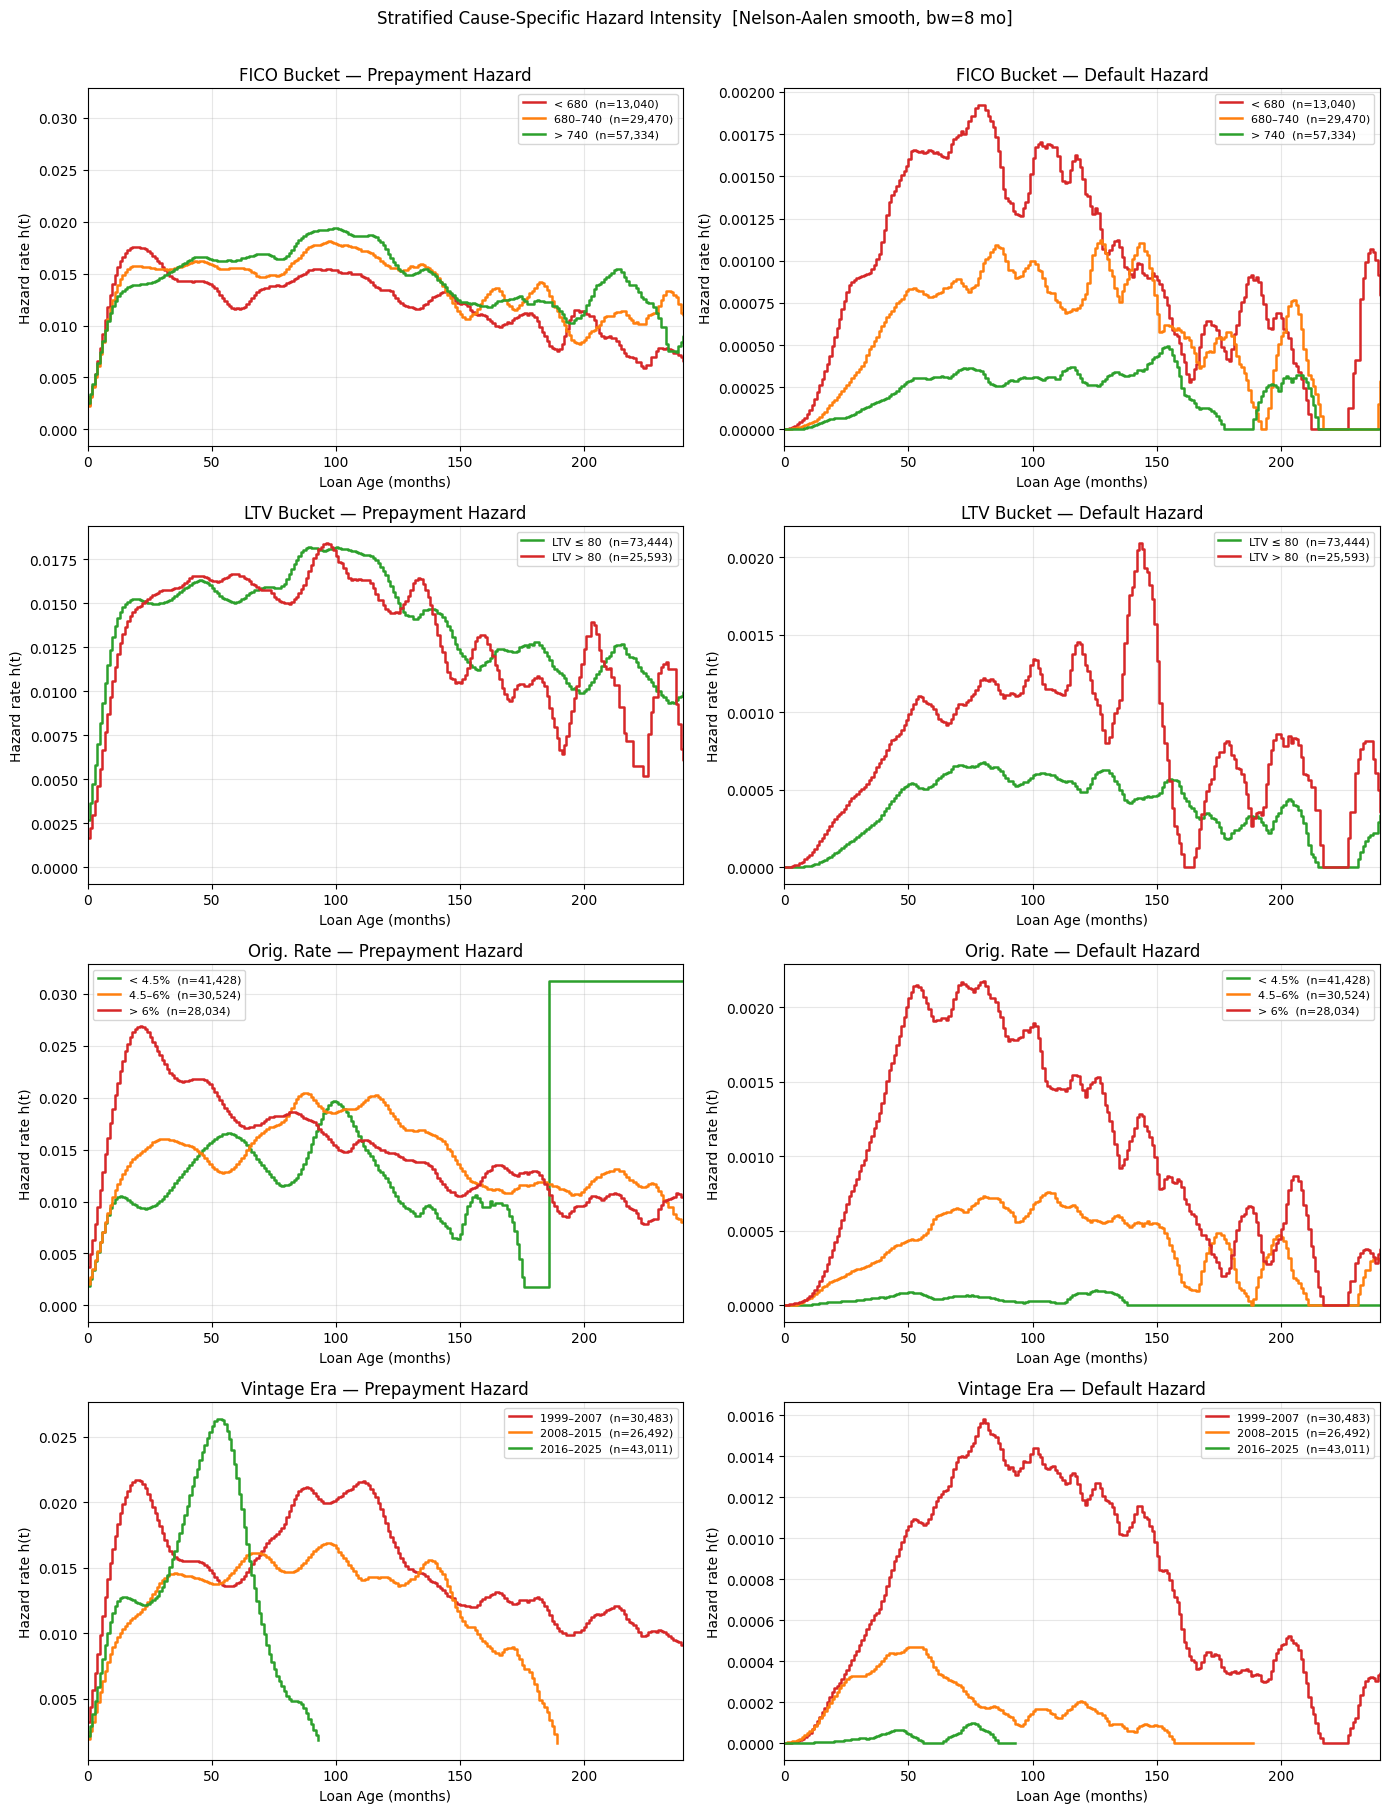 Stratified Cause-Specific Hazard Intensity  [Nelson-Aalen smooth, bw=8 mo]
FICO Bucket — Prepayment Hazard
Hazard rate h(t)
0.030
0.025
0.020
0.015
0.010
0.005
0.000
< 680  (n=13,040)
680–740  (n=29,470)
> 740  (n=57,334)
0
50
100
150
200
Loan Age (months)
FICO Bucket — Default Hazard
Hazard rate h(t)
0.00200
0.00175
0.00150
0.00125
0.00100
0.00075
0.00050
0.00025
0.00000
< 680  (n=13,040)
680–740  (n=29,470)
> 740  (n=57,334)
0
50
100
150
200
Loan Age (months)
LTV Bucket — Prepayment Hazard
Hazard rate h(t)
0.0175
0.0150
0.0125
0.0100
0.0075
0.0050
0.0025
0.0000
LTV ≤ 80  (n=73,444)
LTV > 80  (n=25,593)
0
50
100
150
200
Loan Age (months)
LTV Bucket — Default Hazard
Hazard rate h(t)
0.0020
0.0015
0.0010
0.0005
0.0000
LTV ≤ 80  (n=73,444)
LTV > 80  (n=25,593)
0
50
100
150
200
Loan Age (months)
Orig. Rate — Prepayment Hazard
Hazard rate h(t)
0.030
0.025
0.020
0.015
0.010
0.005
0.000
< 4.5%  (n=41,428)
4.5–6%  (n=30,524)
> 6%  (n=28,034)
0
50
100
150
200
Loan Age (months)
Orig. Rate — Default Hazard
Hazard rate h(t)
0.0020
0.0015
0.0010
0.0005
0.0000
< 4.5%  (n=41,428)
4.5–6%  (n=30,524)
> 6%  (n=28,034)
0
50
100
150
200
Loan Age (months)
Vintage Era — Prepayment Hazard
Hazard rate h(t)
0.025
0.020
0.015
0.010
0.005
1999–2007  (n=30,483)
2008–2015  (n=26,492)
2016–2025  (n=43,011)
0
50
100
150
200
Loan Age (months)
Vintage Era — Default Hazard
Hazard rate h(t)
0.0016
0.0014
0.0012
0.0010
0.0008
0.0006
0.0004
0.0002
0.0000
1999–2007  (n=30,483)
2008–2015  (n=26,492)
2016–2025  (n=43,011)
0
50
100
150
200
Loan Age (months)